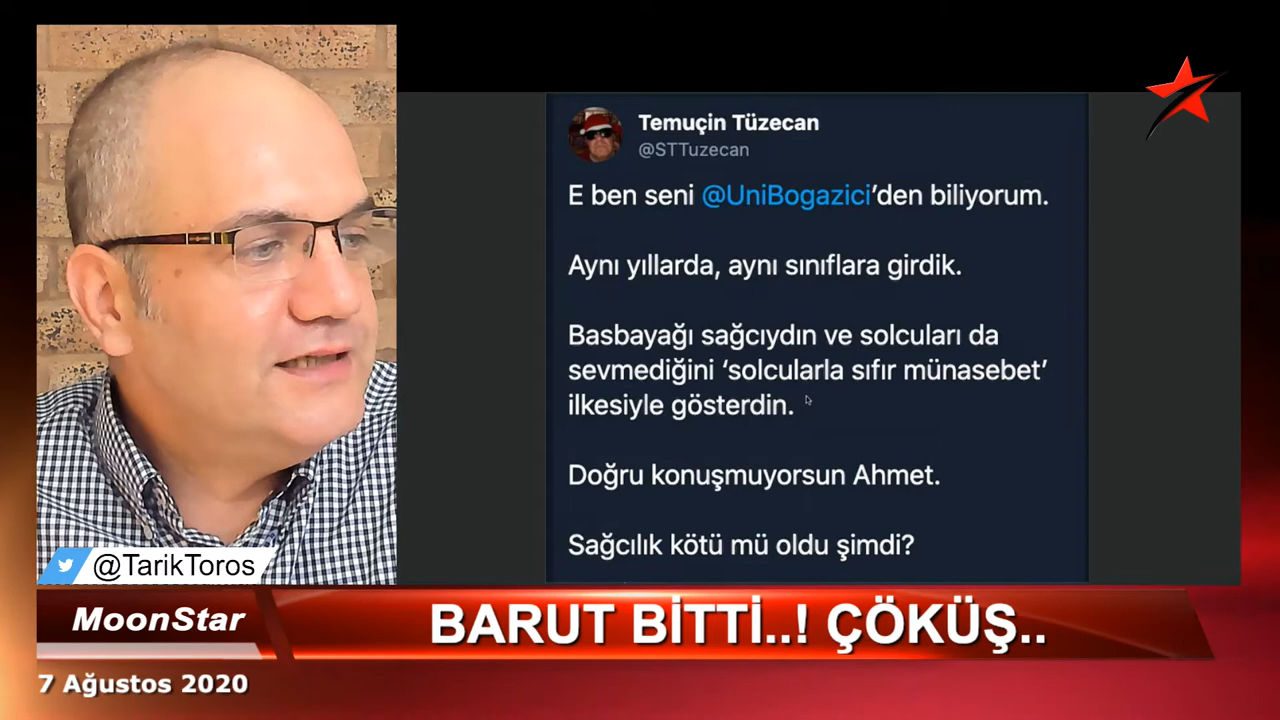 Temuçin Tüzecan
@STTuzecan
E ben seni @UniBogazici’den biliyorum.
Aynı yıllarda, aynı sınıflara girdik.
Basbayağı sağcıydın ve solcuları da
sevmediğini ‘solcularla sıfır münasebet’
ilkesiyle gösterdin.
Doğru konuşmuyorsun Ahmet.
Sağcılık kötü mü oldu şimdi?
@TarikToros
MoonStar
BARUT BİTTİ..! ÇÖKÜŞ..
7 Ağustos 2020